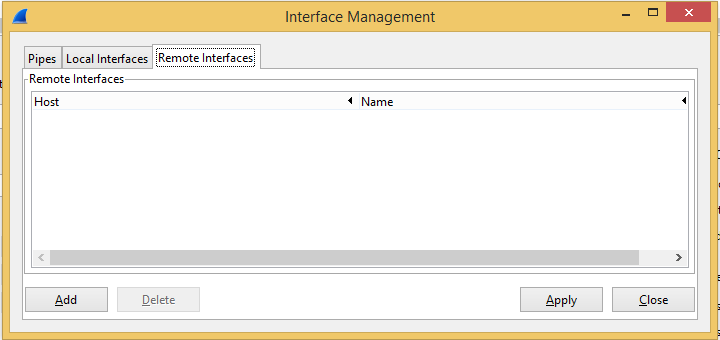 Interface Management
Pipes Local Interfaces Remote Interfaces
Remote Interfaces
Host Name
Add Delete Apply Close